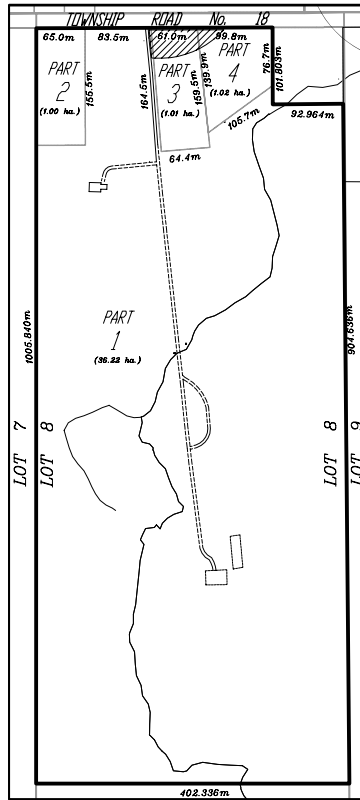 TOWNSHIP ROAD No. 18
65.0m 83.5m 61.0m 99.8m
PART 2 (1.00 ha.)
155.5m
164.5m
PART 3 (1.01 ha.)
159.5m
139.9m
PART 4 (1.02 ha.)
76.7m
101.803m
105.7m
92.964m
64.4m
PART 1 (36.22 ha.)
1005.840m
904.636m
LOT 7
LOT 8
LOT 8
LOT 9
402.336m